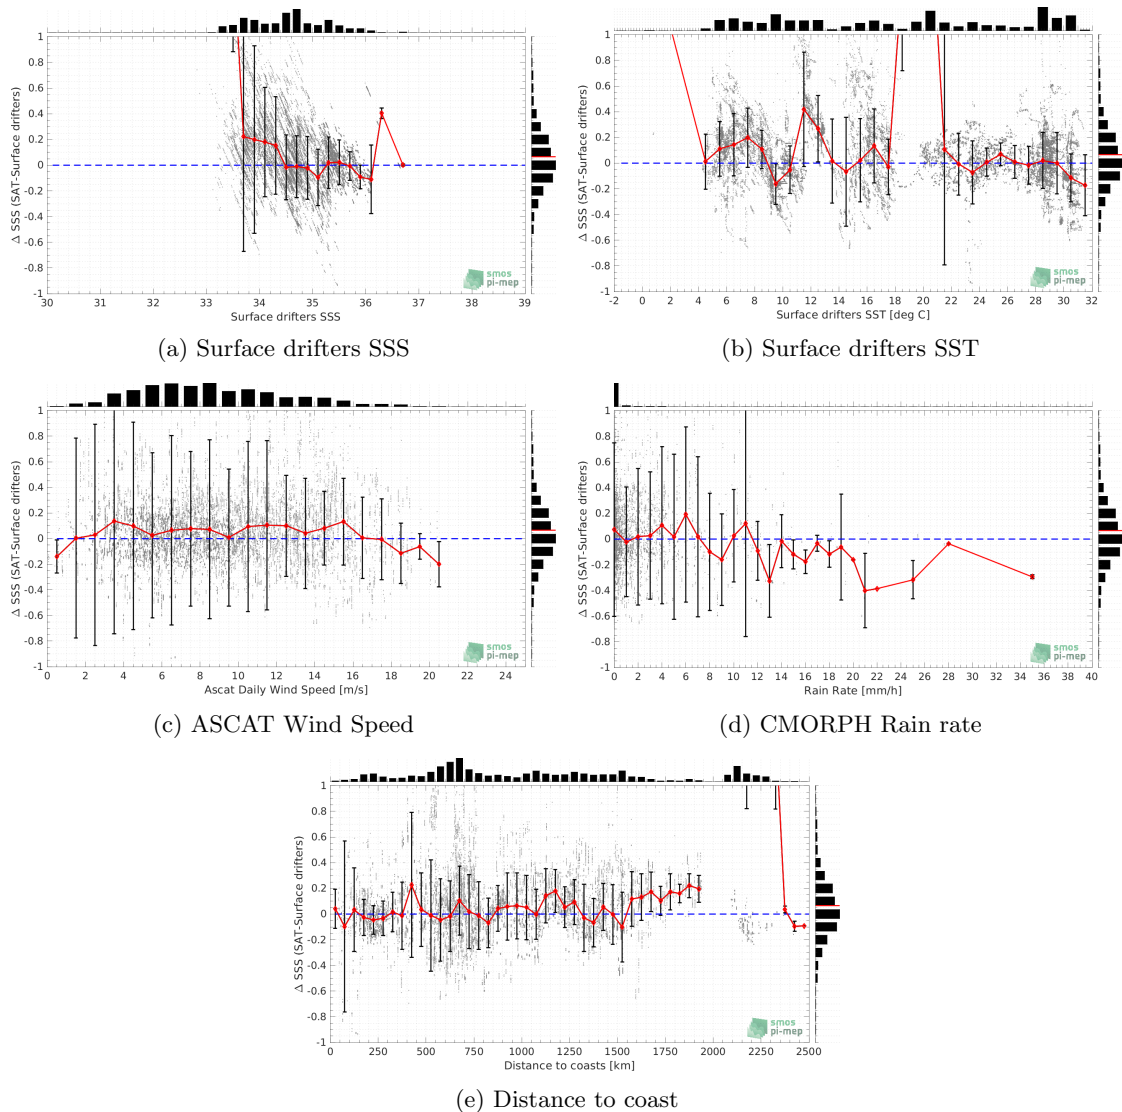 1
0.8
0.6
0.4
0.2
0
-0.2
-0.4
-0.6
-0.8
-1
Δ SSS (SAT-Surface drifters)
30 31 32 33 34 35 36 37 38 39
Surface drifters SSS
smos
pi-mep
(a) Surface drifters SSS
1
0.8
0.6
0.4
0.2
0
-0.2
-0.4
-0.6
-0.8
-1
Δ SSS (SAT-Surface drifters)
-2 0 2 4 6 8 10 12 14 16 18 20 22 24 26 28 30 32
Surface drifters SST [deg C]
smos
pi-mep
(b) Surface drifters SST
1
0.8
0.6
0.4
0.2
0
-0.2
-0.4
-0.6
-0.8
-1
Δ SSS (SAT-Surface drifters)
0 2 4 6 8 10 12 14 16 18 20 22 24
Ascat Daily Wind Speed [m/s]
smos
pi-mep
(c) ASCAT Wind Speed
1
0.8
0.6
0.4
0.2
0
-0.2
-0.4
-0.6
-0.8
-1
Δ SSS (SAT-Surface drifters)
0 2 4 6 8 10 12 14 16 18 20 22 24 26 28 30 32 34 36 38 40
Rain Rate [mm/h]
smos
pi-mep
(d) CMORPH Rain rate
1
0.8
0.6
0.4
0.2
0
-0.2
-0.4
-0.6
-0.8
-1
Δ SSS (SAT-Surface drifters)
0 250 500 750 1000 1250 1500 1750 2000 2250 2500
Distance to coasts [km]
smos
pi-mep
(e) Distance to coast